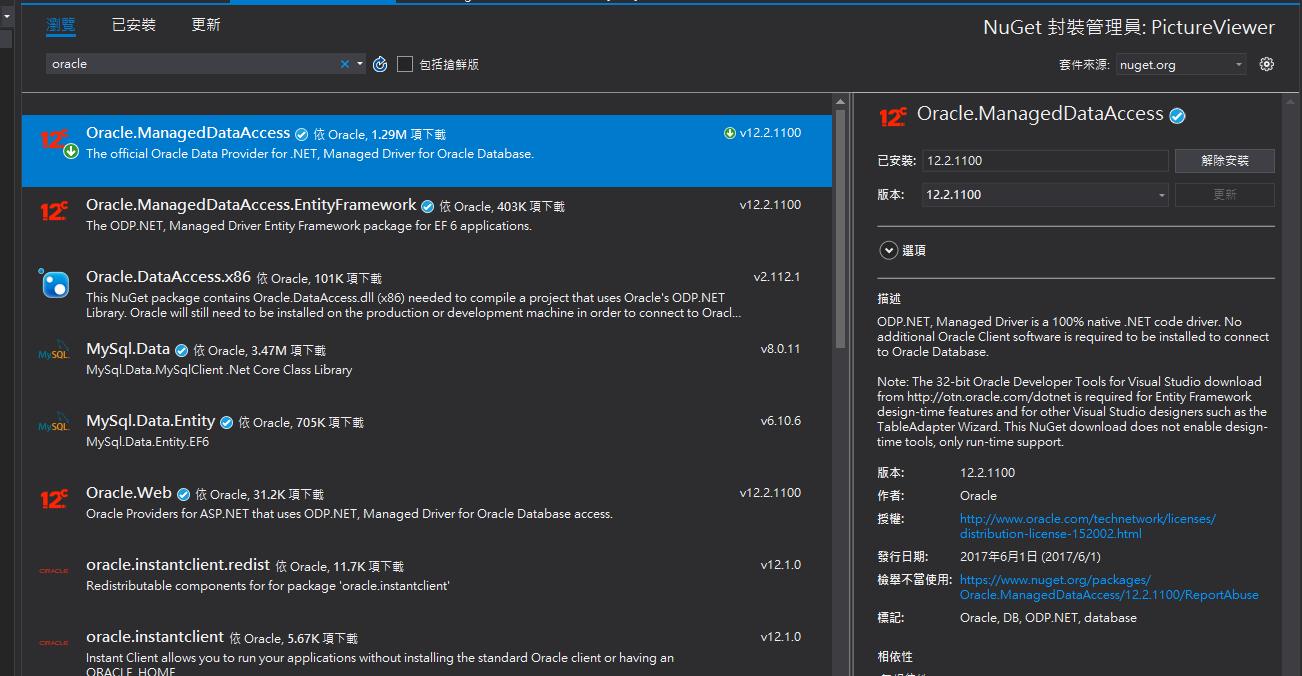 瀏覽 已安裝 更新
NuGet 封裝管理員: PictureViewer
oracle
包括搶鮮版
套件來源: nuget.org
12c
Oracle.ManagedDataAccess 依 Oracle, 1.29M 項下載 v12.2.1100
The official Oracle Data Provider for .NET, Managed Driver for Oracle Database.
12c
Oracle.ManagedDataAccess.EntityFramework 依 Oracle, 403K 項下載 v12.2.1100
The ODP.NET, Managed Driver Entity Framework package for EF 6 applications.
Oracle.DataAccess.x86 依 Oracle, 101K 項下載 v2.112.1
This NuGet package contains Oracle.DataAccess.dll (x86) needed to compile a project that uses Oracle's ODP.NET
Library. Oracle will still need to be installed on the production or development machine in order to connect to Oracl...
MySQL
MySql.Data 依 Oracle, 3.47M 項下載 v8.0.11
MySql.Data.MySqlClient .Net Core Class Library
MySQL
MySql.Data.Entity 依 Oracle, 705K 項下載 v6.10.6
MySql.Data.Entity.EF6
12c
Oracle.Web 依 Oracle, 31.2K 項下載 v12.2.1100
Oracle Providers for ASP.NET that uses ODP.NET, Managed Driver for Oracle Database access.
ORACLE
oracle.instantclient.redist 依 Oracle, 11.7K 項下載 v12.1.0
Redistributable components for for package 'oracle.instantclient'
ORACLE
oracle.instantclient 依 Oracle, 5.67K 項下載 v12.1.0
Instant Client allows you to run your applications without installing the standard Oracle client or having an
ORACLE_HOME
12c
Oracle.ManagedDataAccess
已安裝: 12.2.1100 解除安裝
版本: 12.2.1100 更新
選項
描述
ODP.NET, Managed Driver is a 100% native .NET code driver. No
additional Oracle Client software is required to be installed to connect
to Oracle Database.
Note: The 32-bit Oracle Developer Tools for Visual Studio download
from http://otn.oracle.com/dotnet is required for Entity Framework
design-time features and for other Visual Studio designers such as the
TableAdapter Wizard. This NuGet download does not enable design-
time tools, only run-time support.
版本: 12.2.1100
作者: Oracle
授權: http://www.oracle.com/technetwork/licenses/
distribution-license-152002.html
發行日期: 2017年6月1日 (2017/6/1)
檢舉不當使用: https://www.nuget.org/packages/
Oracle.ManagedDataAccess/12.2.1100/ReportAbuse
標記: Oracle, DB, ODP.NET, database
相依性